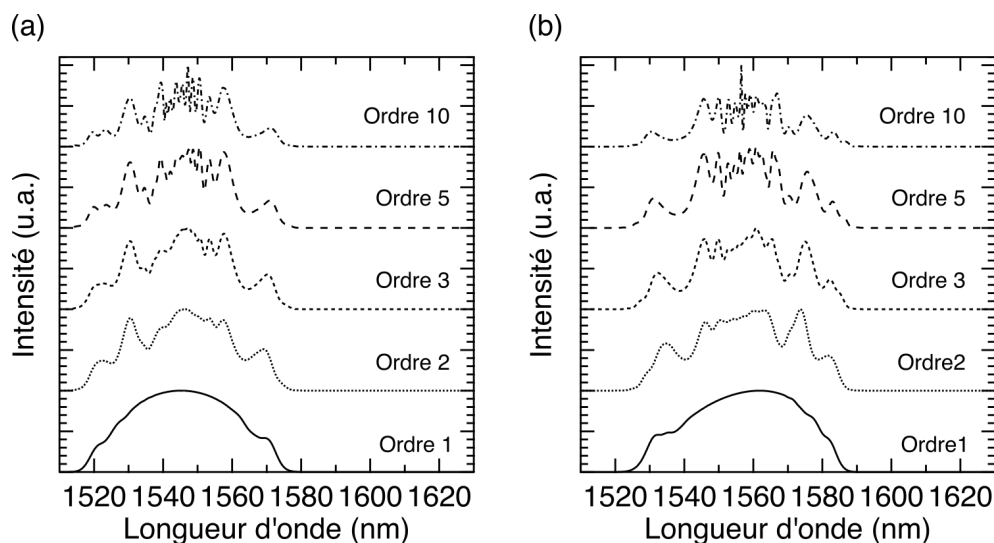 (a)
(b)
Intensité (u.a.)
Ordre 10
Ordre 5
Ordre 3
Ordre 2
Ordre 1
1520 1540 1560 1580 1600 1620
Longueur d'onde (nm)
Intensité (u.a.)
Ordre 10
Ordre 5
Ordre 3
Ordre2
Ordre1
1520 1540 1560 1580 1600 1620
Longueur d'onde (nm)